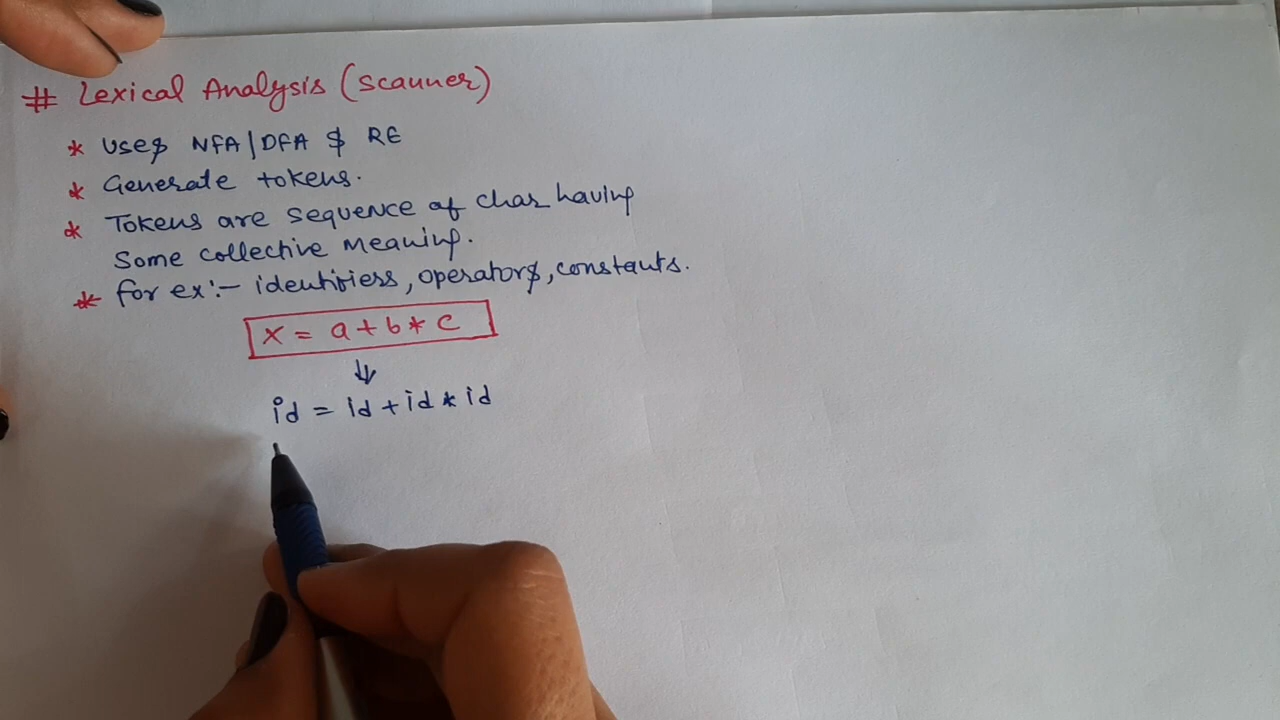 # Lexical Analysis (Scanner)
* Uses NFA/DFA & RE
* Generate tokens.
* Tokens are sequence of char having
some collective meaning.
* for ex:- identifiers, operators, constants.
x = a + b * c
⇓
id = id + id * id